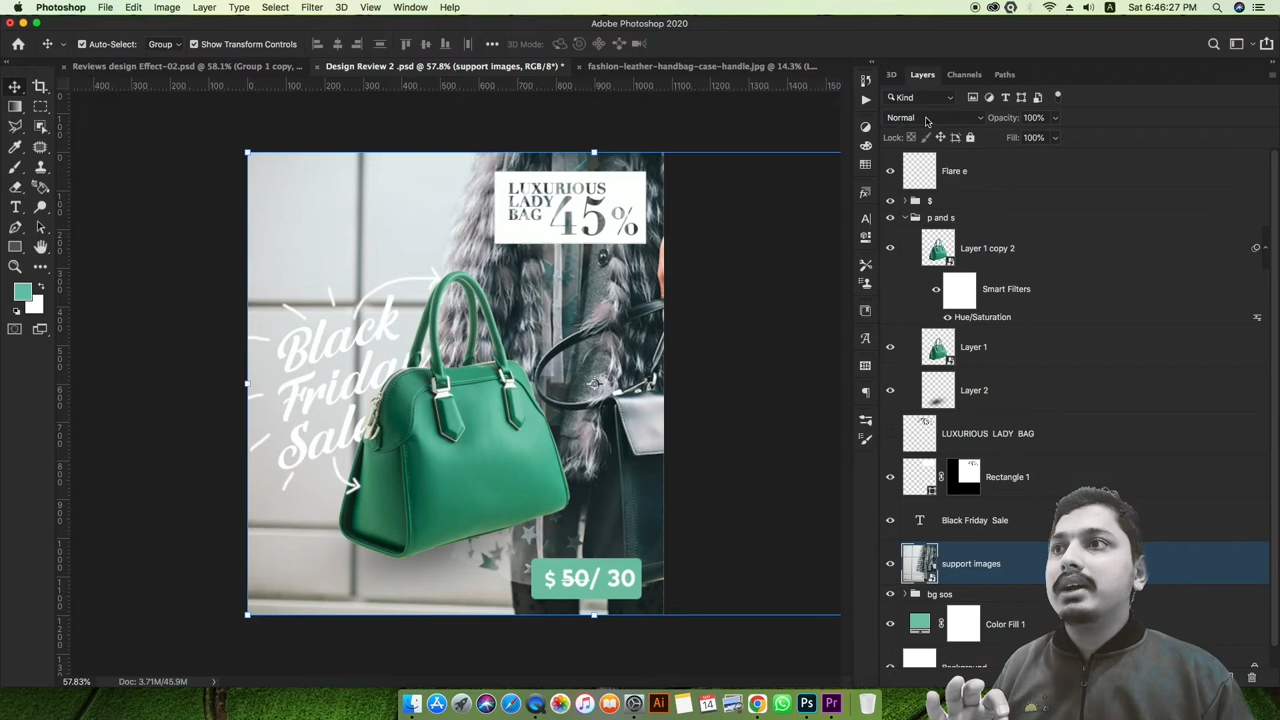 Photoshop File Edit Image Layer Type Select Filter 3D View Window Help Sat 6:46:27 PM
Adobe Photoshop 2020
Auto-Select: Group Show Transform Controls 3D Mode:
Reviews design Effect-02.psd @ 58.1% (Group 1 copy, ...
Design Review 2 .psd @ 57.8% (support images, RGB/8*) *
fashion-leather-handbag-case-handle.jpg @ 14.3% (L...
3D Layers Channels Paths
Kind
Normal Opacity: 100%
Lock: Fill: 100%
Flare e
$
p and s
Layer 1 copy 2
Smart Filters
Hue/Saturation
Layer 1
Layer 2
LUXURIOUS LADY BAG
Rectangle 1
Black Friday Sale
support images
bg sos
Color Fill 1
Background
LUXURIOUS
LADY
BAG
45%
Black
Friday
Sale
$ 50/ 30
57.83% Doc: 3.71M/45.9M